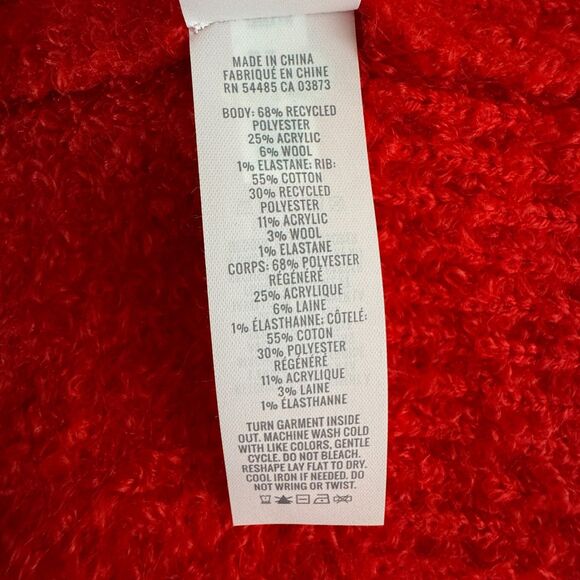 MADE IN CHINA
FABRIQUÉ EN CHINE
RN 54485 CA 03873
BODY: 68% RECYCLED
POLYESTER
25% ACRYLIC
6% WOOL
1% ELASTANE; RIB:
55% COTTON
30% RECYCLED
POLYESTER
11% ACRYLIC
3% WOOL
1% ELASTANE
CORPS: 68% POLYESTER
RÉGÉNÉRÉ
25% ACRYLIQUE
6% LAINE
1% ÉLASTHANNE; CÔTELÉ:
55% COTON
30% POLYESTER
RÉGÉNÉRÉ
11% ACRYLIQUE
3% LAINE
1% ÉLASTHANNE
TURN GARMENT INSIDE
OUT. MACHINE WASH COLD
WITH LIKE COLORS, GENTLE
CYCLE. DO NOT BLEACH.
RESHAPE LAY FLAT TO DRY.
COOL IRON IF NEEDED. DO
NOT WRING OR TWIST.